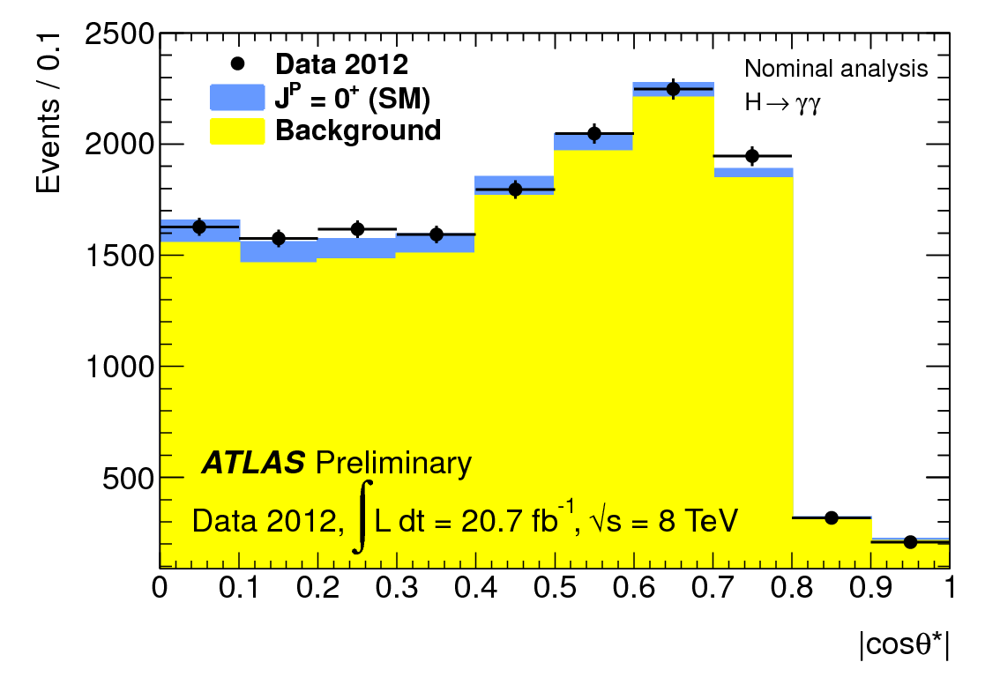 Events / 0.1
2500
2000
1500
1000
500
Data 2012
J^P = 0^+ (SM)
Background
Nominal analysis
H → γγ
ATLAS Preliminary
Data 2012, ∫ L dt = 20.7 fb^-1, √s = 8 TeV
0 0.1 0.2 0.3 0.4 0.5 0.6 0.7 0.8 0.9 1
|cosθ*|